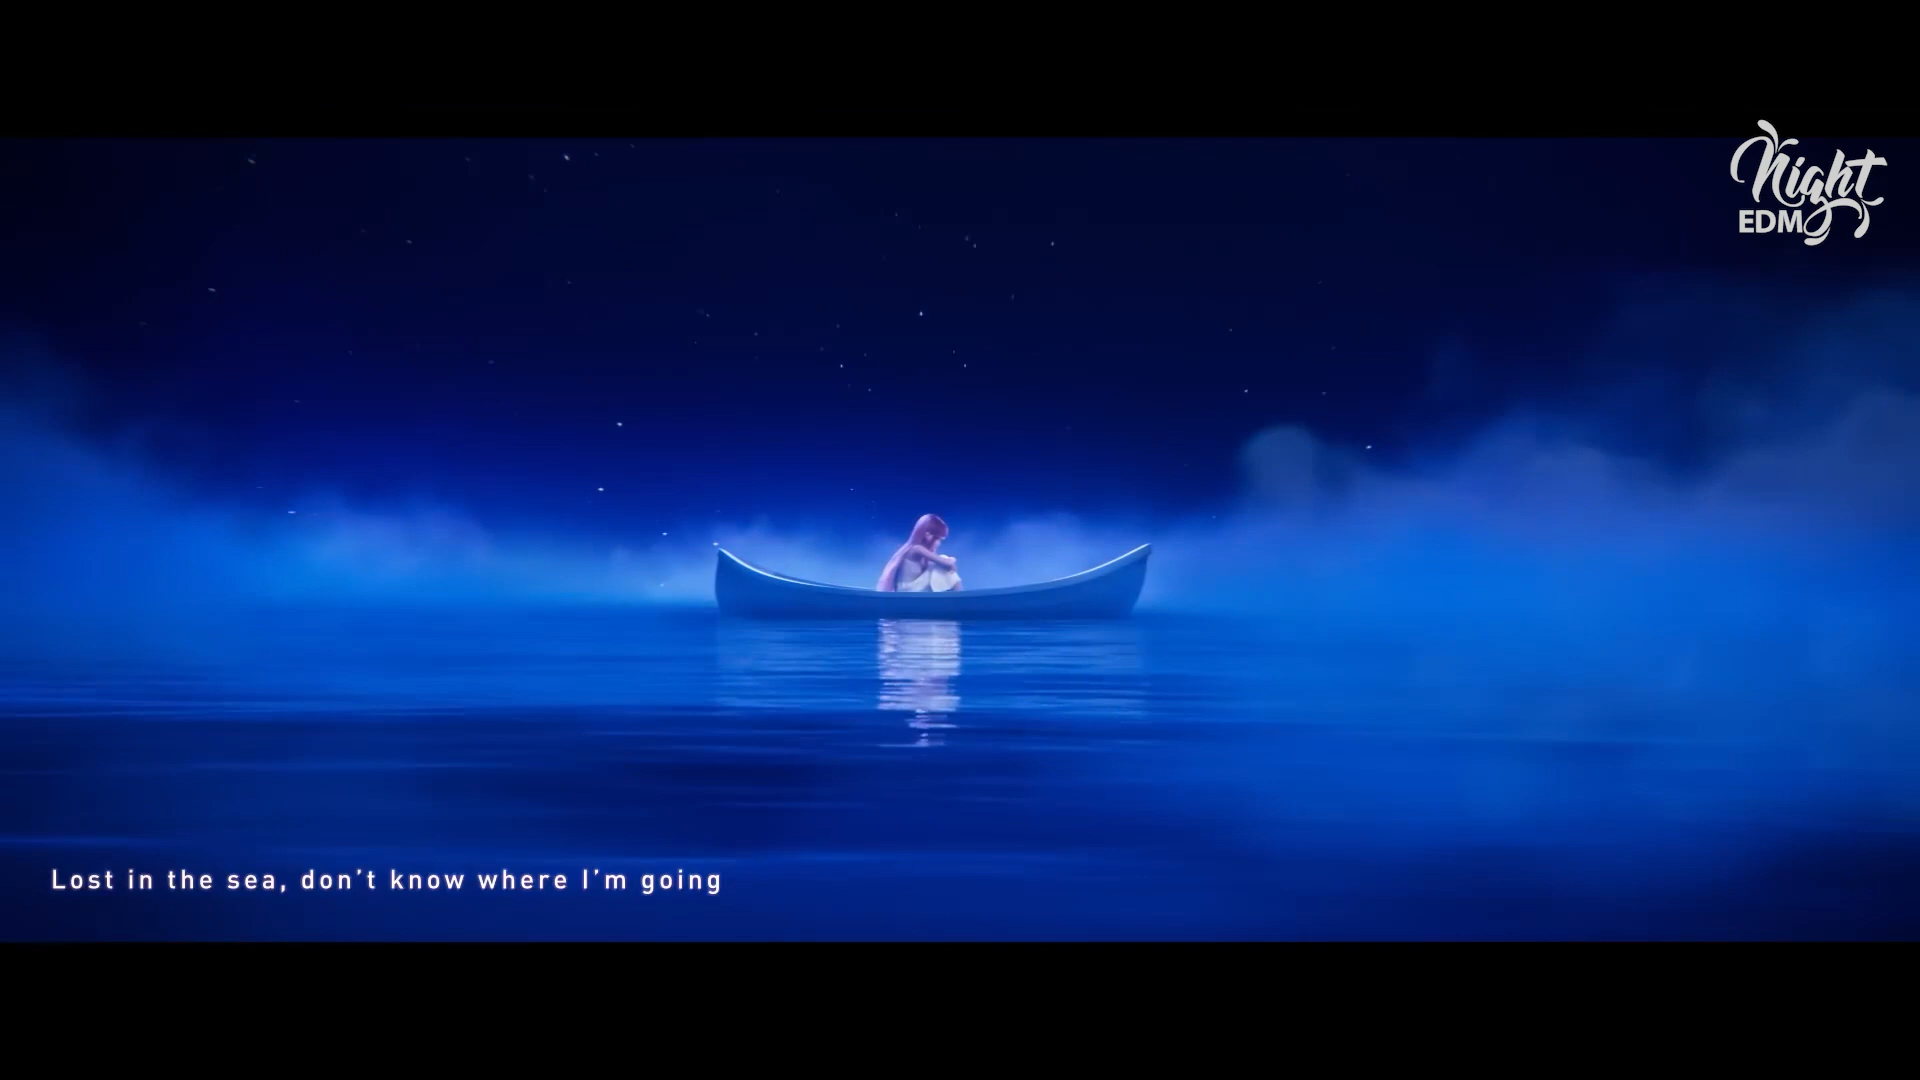 Night
EDM
Lost in the sea, don’t know where I’m going